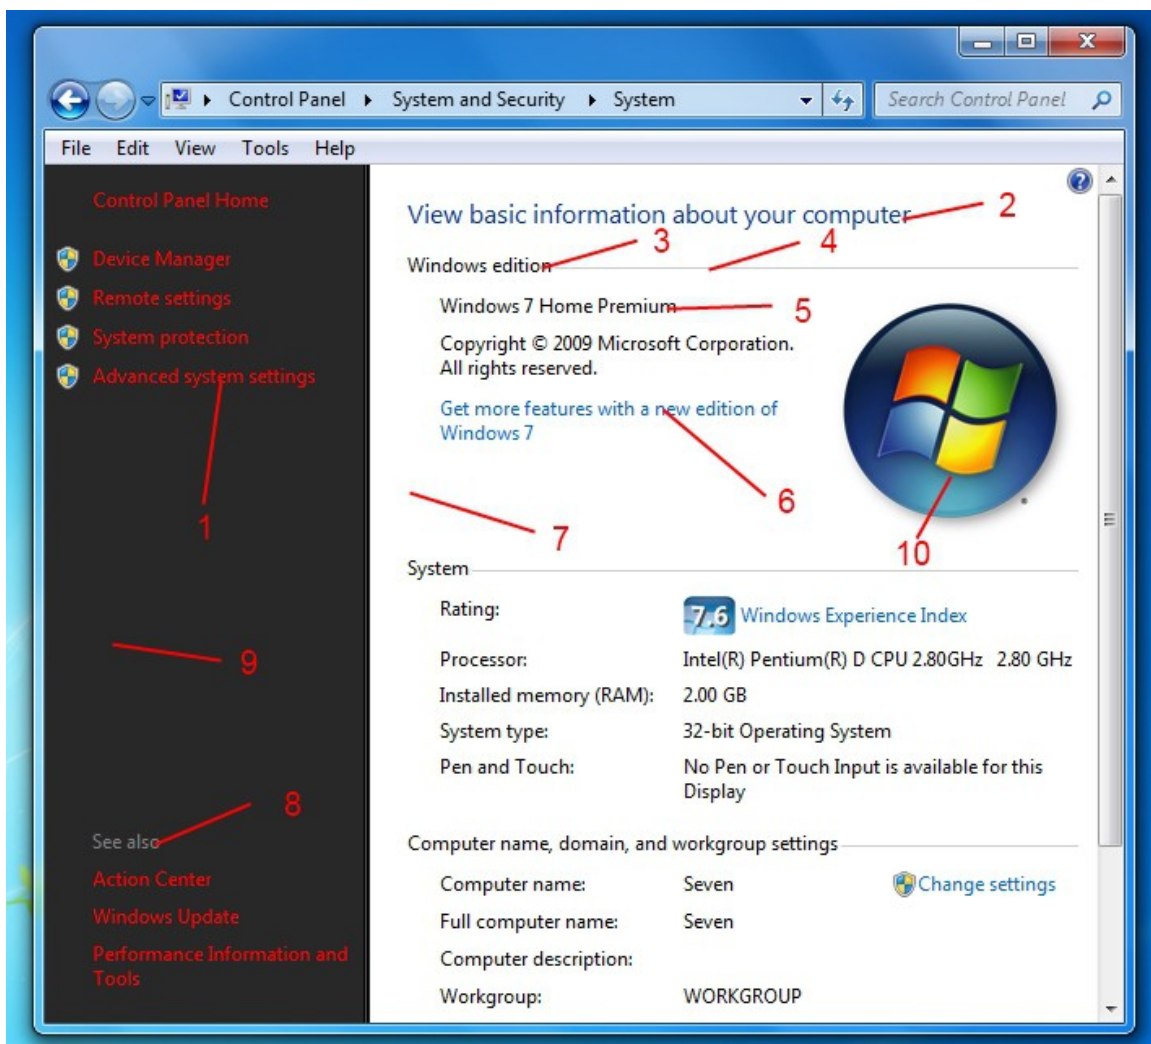 Control Panel ▸ System and Security ▸ System
Search Control Panel
File Edit View Tools Help
Control Panel Home
Device Manager
Remote settings
System protection
Advanced system settings
1
9
8
See also
Action Center
Windows Update
Performance Information and
Tools
View basic information about your computer 2
3 4
Windows edition
Windows 7 Home Premium 5
Copyright © 2009 Microsoft Corporation.
All rights reserved.
Get more features with a new edition of
Windows 7
6
7
10
System
Rating: 7.6 Windows Experience Index
Processor: Intel(R) Pentium(R) D CPU 2.80GHz 2.80 GHz
Installed memory (RAM): 2.00 GB
System type: 32-bit Operating System
Pen and Touch: No Pen or Touch Input is available for this
Display
Computer name, domain, and workgroup settings
Computer name: Seven Change settings
Full computer name: Seven
Computer description:
Workgroup: WORKGROUP